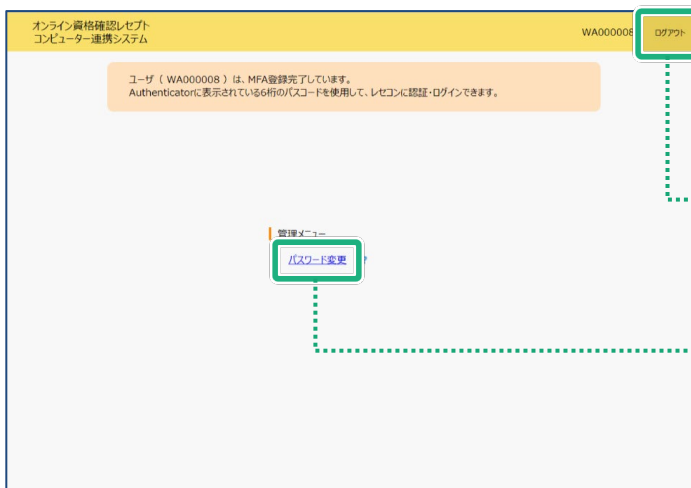 オンライン資格確認レセプト
コンピューター連携システム
WA000008
ログアウト
ユーザ（ WA000008 ）は、MFA登録完了しています。
Authenticatorに表示されている6桁のパスコードを使用して、レセコンに認証・ログインできます。
管理メニュー
パスワード変更